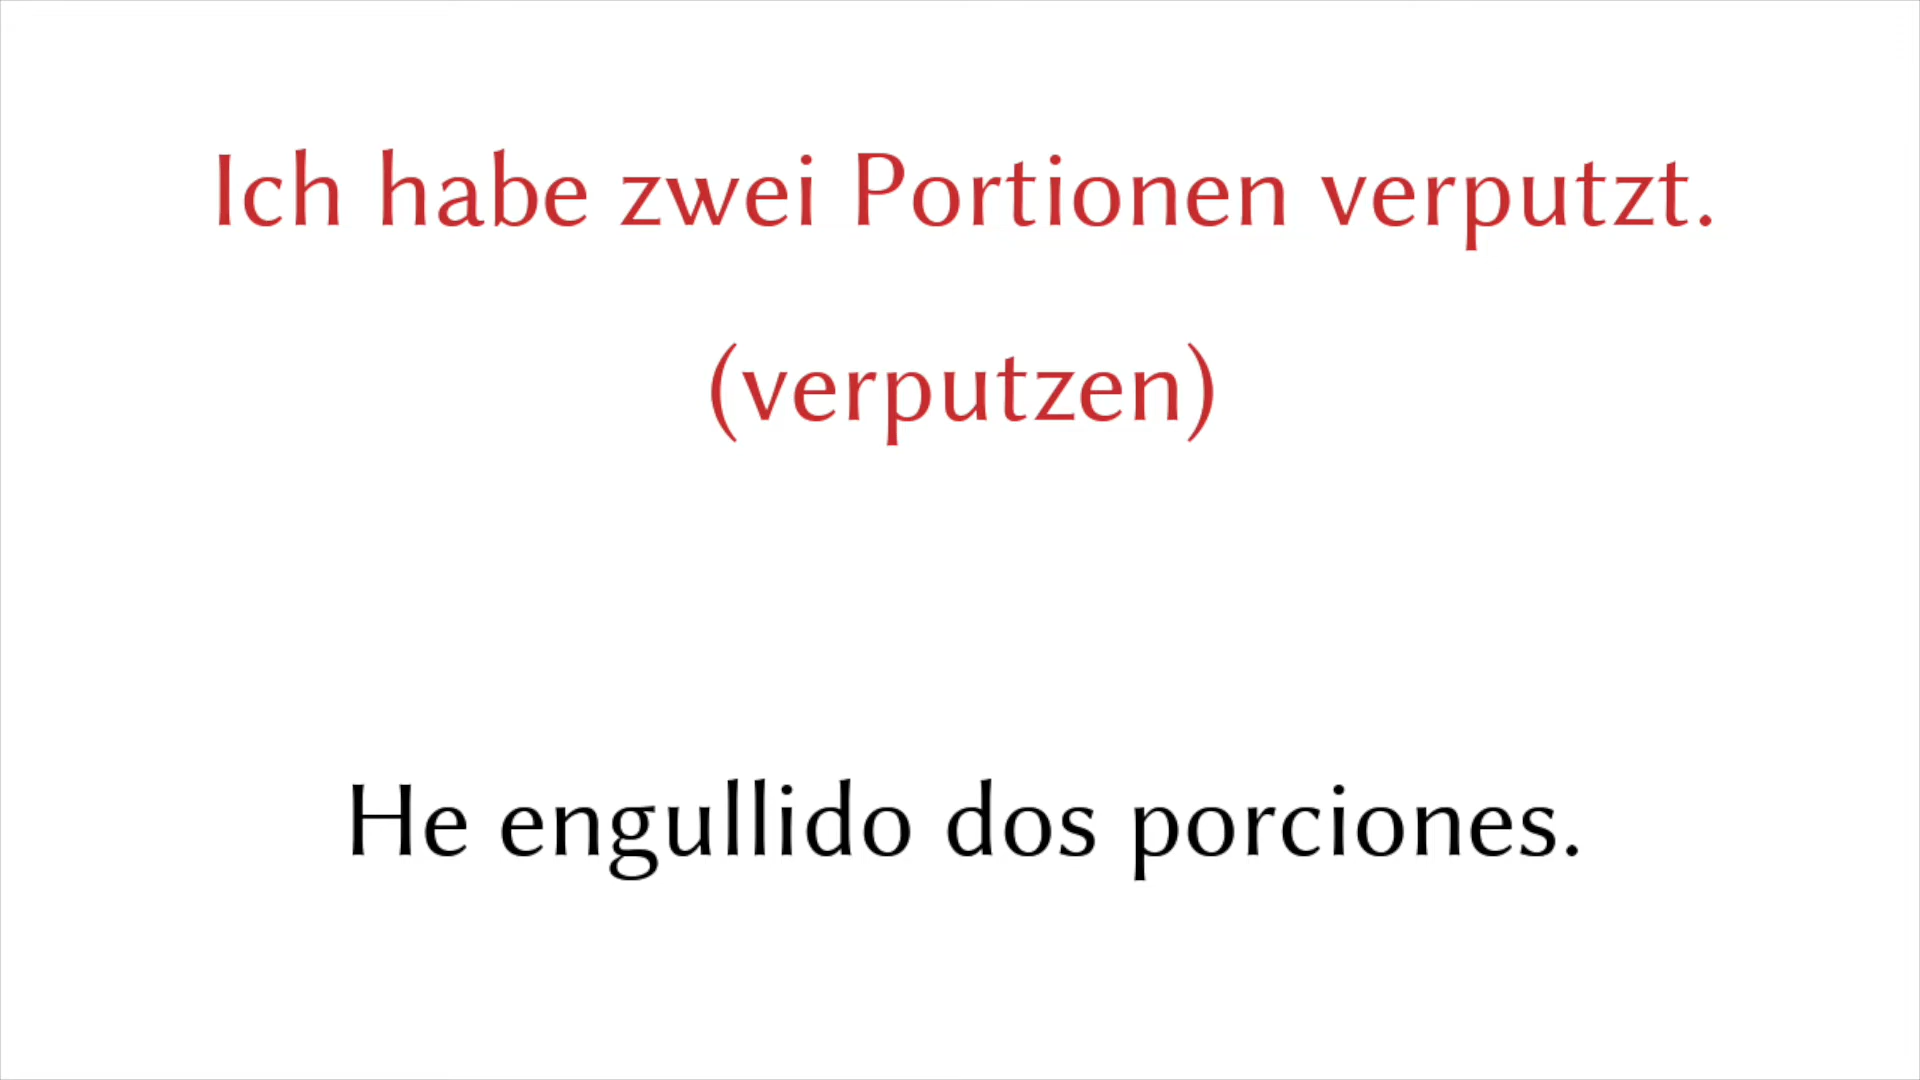 Ich habe zwei Portionen verputzt.
(verputzen)
He engullido dos porciones.